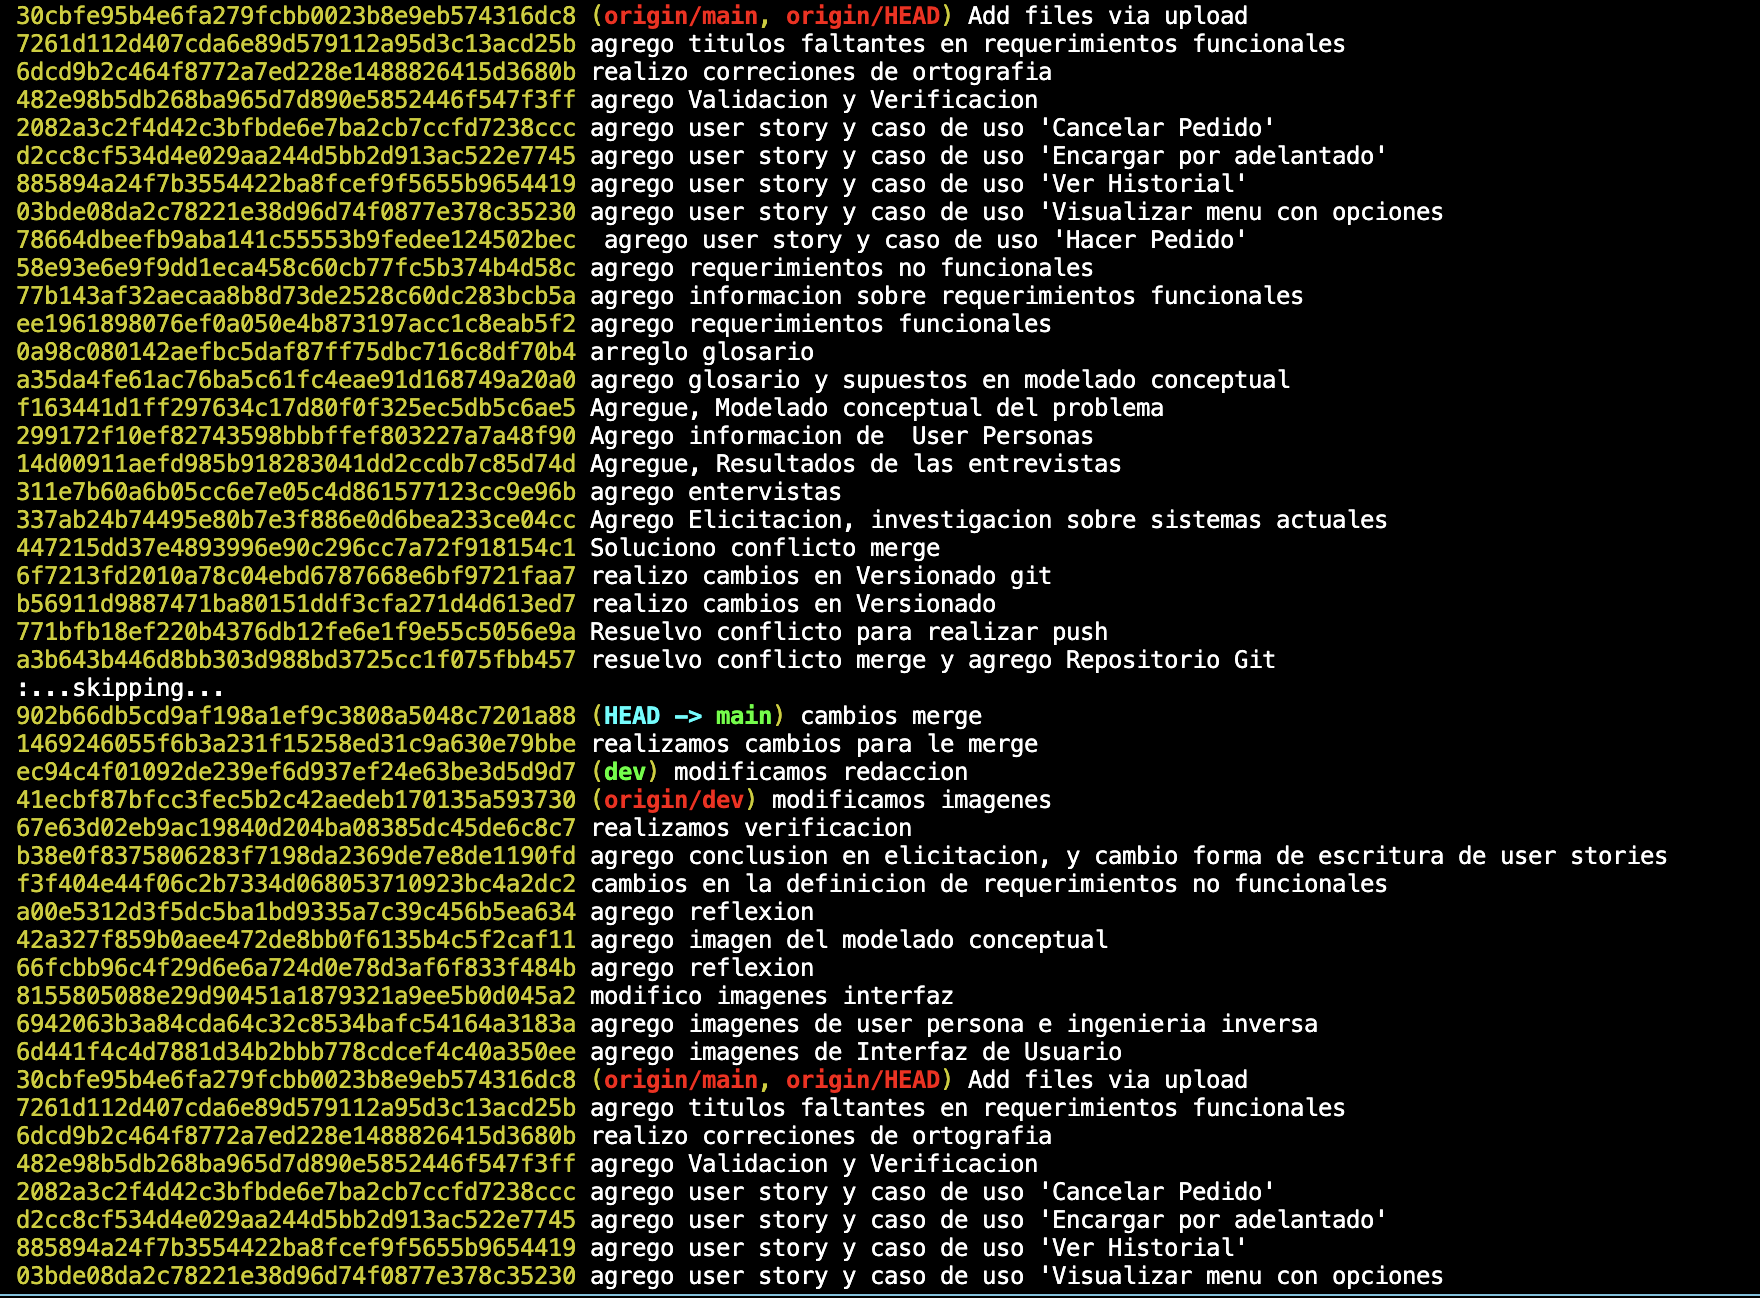 30cbfe95b4e6fa279fcbb0023b8e9eb574316dc8 (origin/main, origin/HEAD) Add files via upload
7261d112d407cda6e89d579112a95d3c13acd25b agrego titulos faltantes en requerimientos funcionales
6dcd9b2c464f8772a7ed228e1488826415d3680b realizo correciones de ortografia
482e98b5db268ba965d7d890e5852446f547f3ff agrego Validacion y Verificacion
2082a3c2f4d42c3bfbde6e7ba2cb7ccfd7238ccc agrego user story y caso de uso 'Cancelar Pedido'
d2cc8cf534d4e029aa244d5bb2d913ac522e7745 agrego user story y caso de uso 'Encargar por adelantado'
885894a24f7b3554422ba8fcef9f5655b9654419 agrego user story y caso de uso 'Ver Historial'
03bde08da2c78221e38d96d74f0877e378c35230 agrego user story y caso de uso 'Visualizar menu con opciones
78664dbeefb9aba141c55553b9fedee124502bec  agrego user story y caso de uso 'Hacer Pedido'
58e93e6e9f9dd1eca458c60cb77fc5b374b4d58c agrego requerimientos no funcionales
77b143af32aecaa8b8d73de2528c60dc283bcb5a agrego informacion sobre requerimientos funcionales
ee1961898076ef0a050e4b873197acc1c8eab5f2 agrego requerimientos funcionales
0a98c080142aefbc5daf87ff75dbc716c8df70b4 arreglo glosario
a35da4fe61ac76ba5c61fc4eae91d168749a20a0 agrego glosario y supuestos en modelado conceptual
f163441d1ff297634c17d80f0f325ec5db5c6ae5 Agregue, Modelado conceptual del problema
299172f10ef82743598bbbffef803227a7a48f90 Agrego informacion de  User Personas
14d00911aefd985b918283041dd2ccdb7c85d74d Agregue, Resultados de las entrevistas
311e7b60a6b05cc6e7e05c4d861577123cc9e96b agrego entervistas
337ab24b74495e80b7e3f886e0d6bea233ce04cc Agrego Elicitacion, investigacion sobre sistemas actuales
447215dd37e4893996e90c296cc7a72f918154c1 Soluciono conflicto merge
6f7213fd2010a78c04ebd6787668e6bf9721faa7 realizo cambios en Versionado git
b56911d9887471ba80151ddf3cfa271d4d613ed7 realizo cambios en Versionado
771bfb18ef220b4376db12fe6e1f9e55c5056e9a Resuelvo conflicto para realizar push
a3b643b446d8bb303d988bd3725cc1f075fbb457 resuelvo conflicto merge y agrego Repositorio Git
:...skipping...
902b66db5cd9af198a1ef9c3808a5048c7201a88 (HEAD -> main) cambios merge
1469246055f6b3a231f15258ed31c9a630e79bbe realizamos cambios para le merge
ec94c4f01092de239ef6d937ef24e63be3d5d9d7 (dev) modificamos redaccion
41ecbf87bfcc3fec5b2c42aedeb170135a593730 (origin/dev) modificamos imagenes
67e63d02eb9ac19840d204ba08385dc45de6c8c7 realizamos verificacion
b38e0f8375806283f7198da2369de7e8de1190fd agrego conclusion en elicitacion, y cambio forma de escritura de user stories
f3f404e44f06c2b7334d068053710923bc4a2dc2 cambios en la definicion de requerimientos no funcionales
a00e5312d3f5dc5ba1bd9335a7c39c456b5ea634 agrego reflexion
42a327f859b0aee472de8bb0f6135b4c5f2caf11 agrego imagen del modelado conceptual
66fcbb96c4f29d6e6a724d0e78d3af6f833f484b agrego reflexion
8155805088e29d90451a1879321a9ee5b0d045a2 modifico imagenes interfaz
6942063b3a84cda64c32c8534bafc54164a3183a agrego imagenes de user persona e ingenieria inversa
6d441f4c4d7881d34b2bbb778cdcef4c40a350ee agrego imagenes de Interfaz de Usuario
30cbfe95b4e6fa279fcbb0023b8e9eb574316dc8 (origin/main, origin/HEAD) Add files via upload
7261d112d407cda6e89d579112a95d3c13acd25b agrego titulos faltantes en requerimientos funcionales
6dcd9b2c464f8772a7ed228e1488826415d3680b realizo correciones de ortografia
482e98b5db268ba965d7d890e5852446f547f3ff agrego Validacion y Verificacion
2082a3c2f4d42c3bfbde6e7ba2cb7ccfd7238ccc agrego user story y caso de uso 'Cancelar Pedido'
d2cc8cf534d4e029aa244d5bb2d913ac522e7745 agrego user story y caso de uso 'Encargar por adelantado'
885894a24f7b3554422ba8fcef9f5655b9654419 agrego user story y caso de uso 'Ver Historial'
03bde08da2c78221e38d96d74f0877e378c35230 agrego user story y caso de uso 'Visualizar menu con opciones